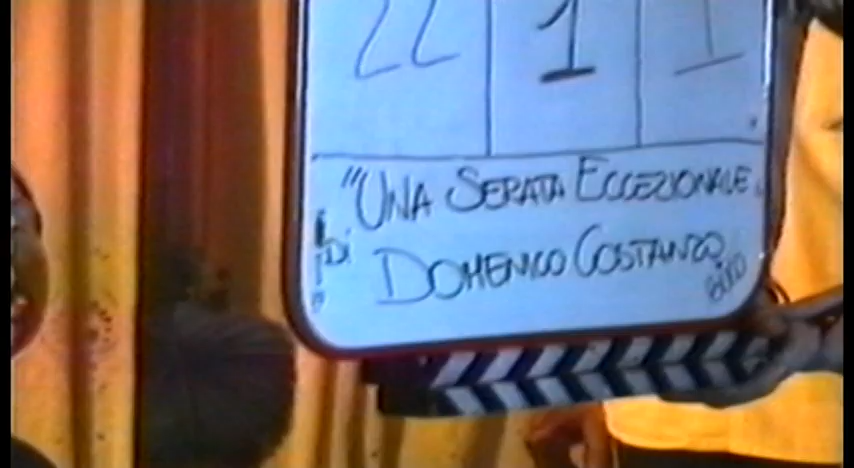 22 1 1
"UNA SERATA ECCEZIONALE
Di DOMENICO COSTANZO